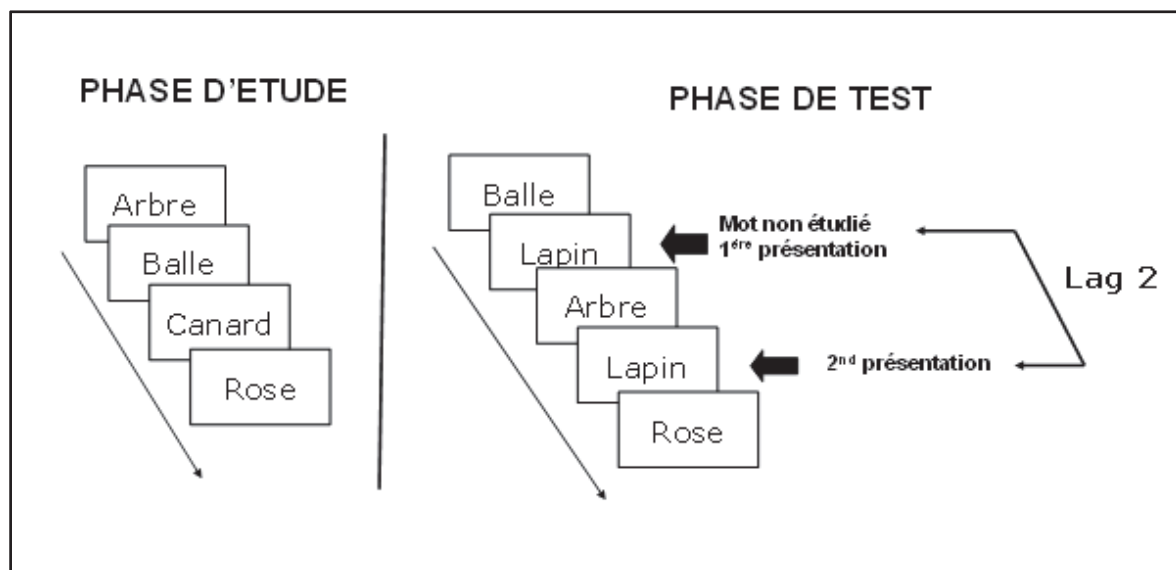 PHASE D'ETUDE
Arbre
Balle
Canard
Rose
PHASE DE TEST
Balle
Lapin
Arbre
Lapin
Rose
Mot non étudié
1ére présentation
2nd présentation
Lag 2